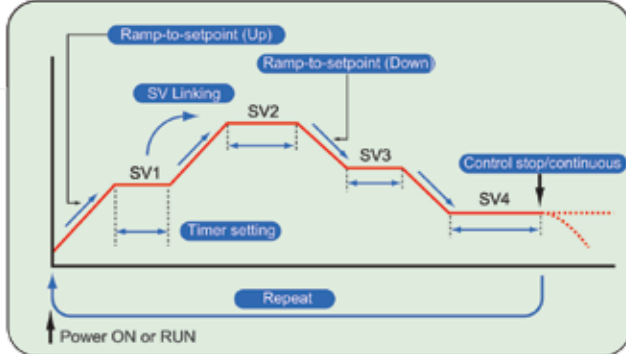 Ramp-to-setpoint (Up)
Ramp-to-setpoint (Down)
SV Linking
SV2
SV1
SV3
Control stop/continuous
SV4
Timer setting
Repeat
Power ON or RUN